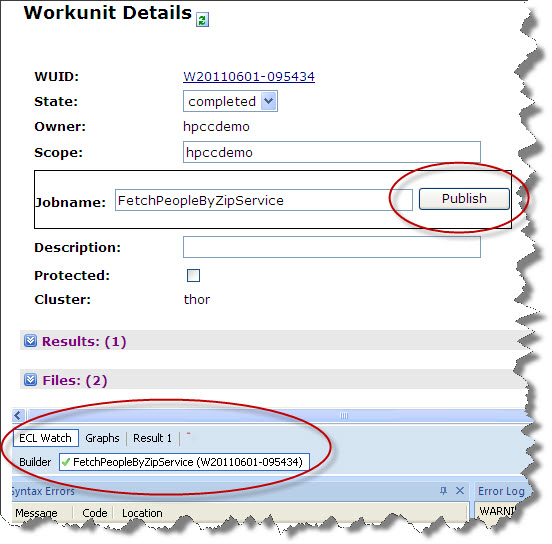 Workunit Details
WUID: W20110601-095434
State: completed
Owner: hpccdemo
Scope: hpccdemo
Jobname: FetchPeopleByZipService Publish
Description:
Protected:
Cluster: thor
Results: (1)
Files: (2)
ECL Watch Graphs Result 1
Builder FetchPeopleByZipService (W20110601-095434)
Syntax Errors Error Log
Message Code Location WARNI